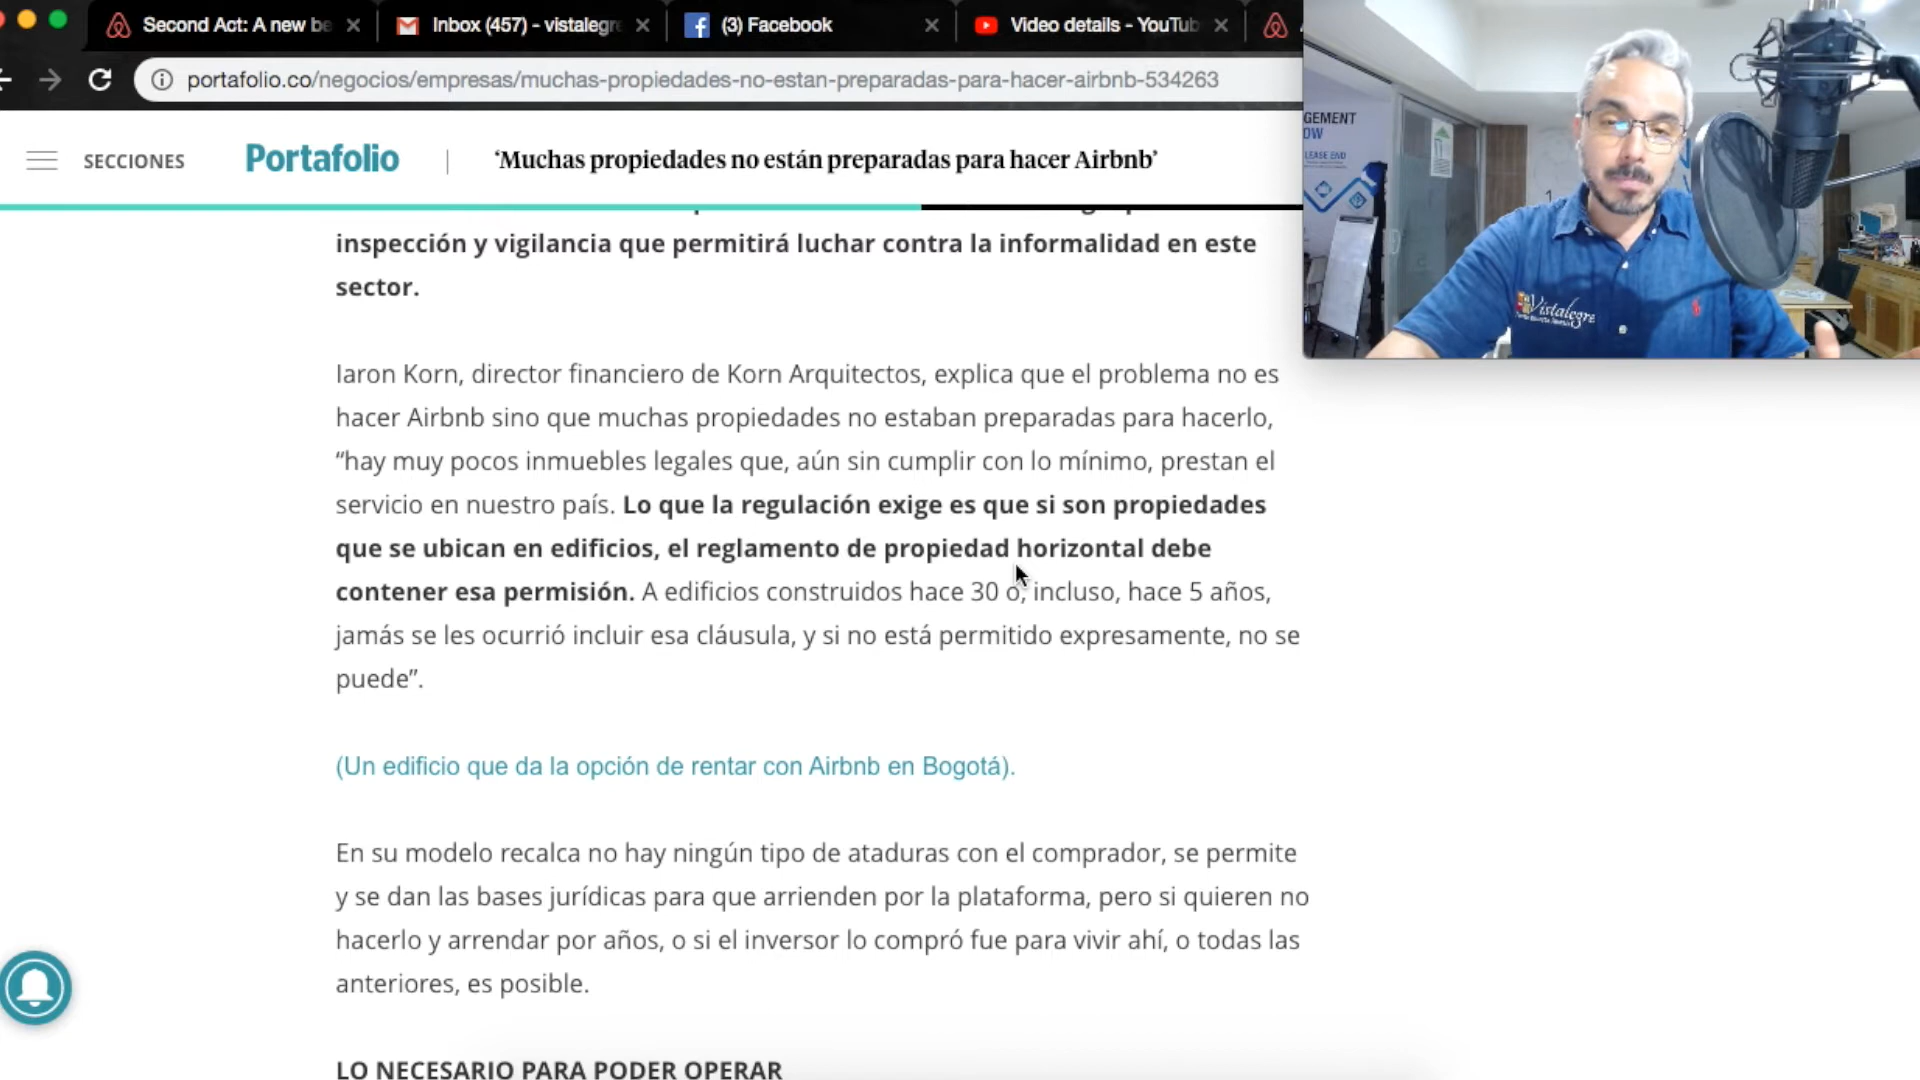 Second Act: A new be
Inbox (457) - vistalegre
(3) Facebook
Video details - YouTub
portafolio.co/negocios/empresas/muchas-propiedades-no-estan-preparadas-para-hacer-airbnb-534263
SECCIONES
Portafolio
‘Muchas propiedades no están preparadas para hacer Airbnb’
GEMENT
OW
LEASE END
Vistalegre
inspección y vigilancia que permitirá luchar contra la informalidad en este
sector.
Iaron Korn, director financiero de Korn Arquitectos, explica que el problema no es
hacer Airbnb sino que muchas propiedades no estaban preparadas para hacerlo,
“hay muy pocos inmuebles legales que, aún sin cumplir con lo mínimo, prestan el
servicio en nuestro país. Lo que la regulación exige es que si son propiedades
que se ubican en edificios, el reglamento de propiedad horizontal debe
contener esa permisión. A edificios construidos hace 30 o, incluso, hace 5 años,
jamás se les ocurrió incluir esa cláusula, y si no está permitido expresamente, no se
puede”.
(Un edificio que da la opción de rentar con Airbnb en Bogotá).
En su modelo recalca no hay ningún tipo de ataduras con el comprador, se permite
y se dan las bases jurídicas para que arrienden por la plataforma, pero si quieren no
hacerlo y arrendar por años, o si el inversor lo compró fue para vivir ahí, o todas las
anteriores, es posible.
LO NECESARIO PARA PODER OPERAR